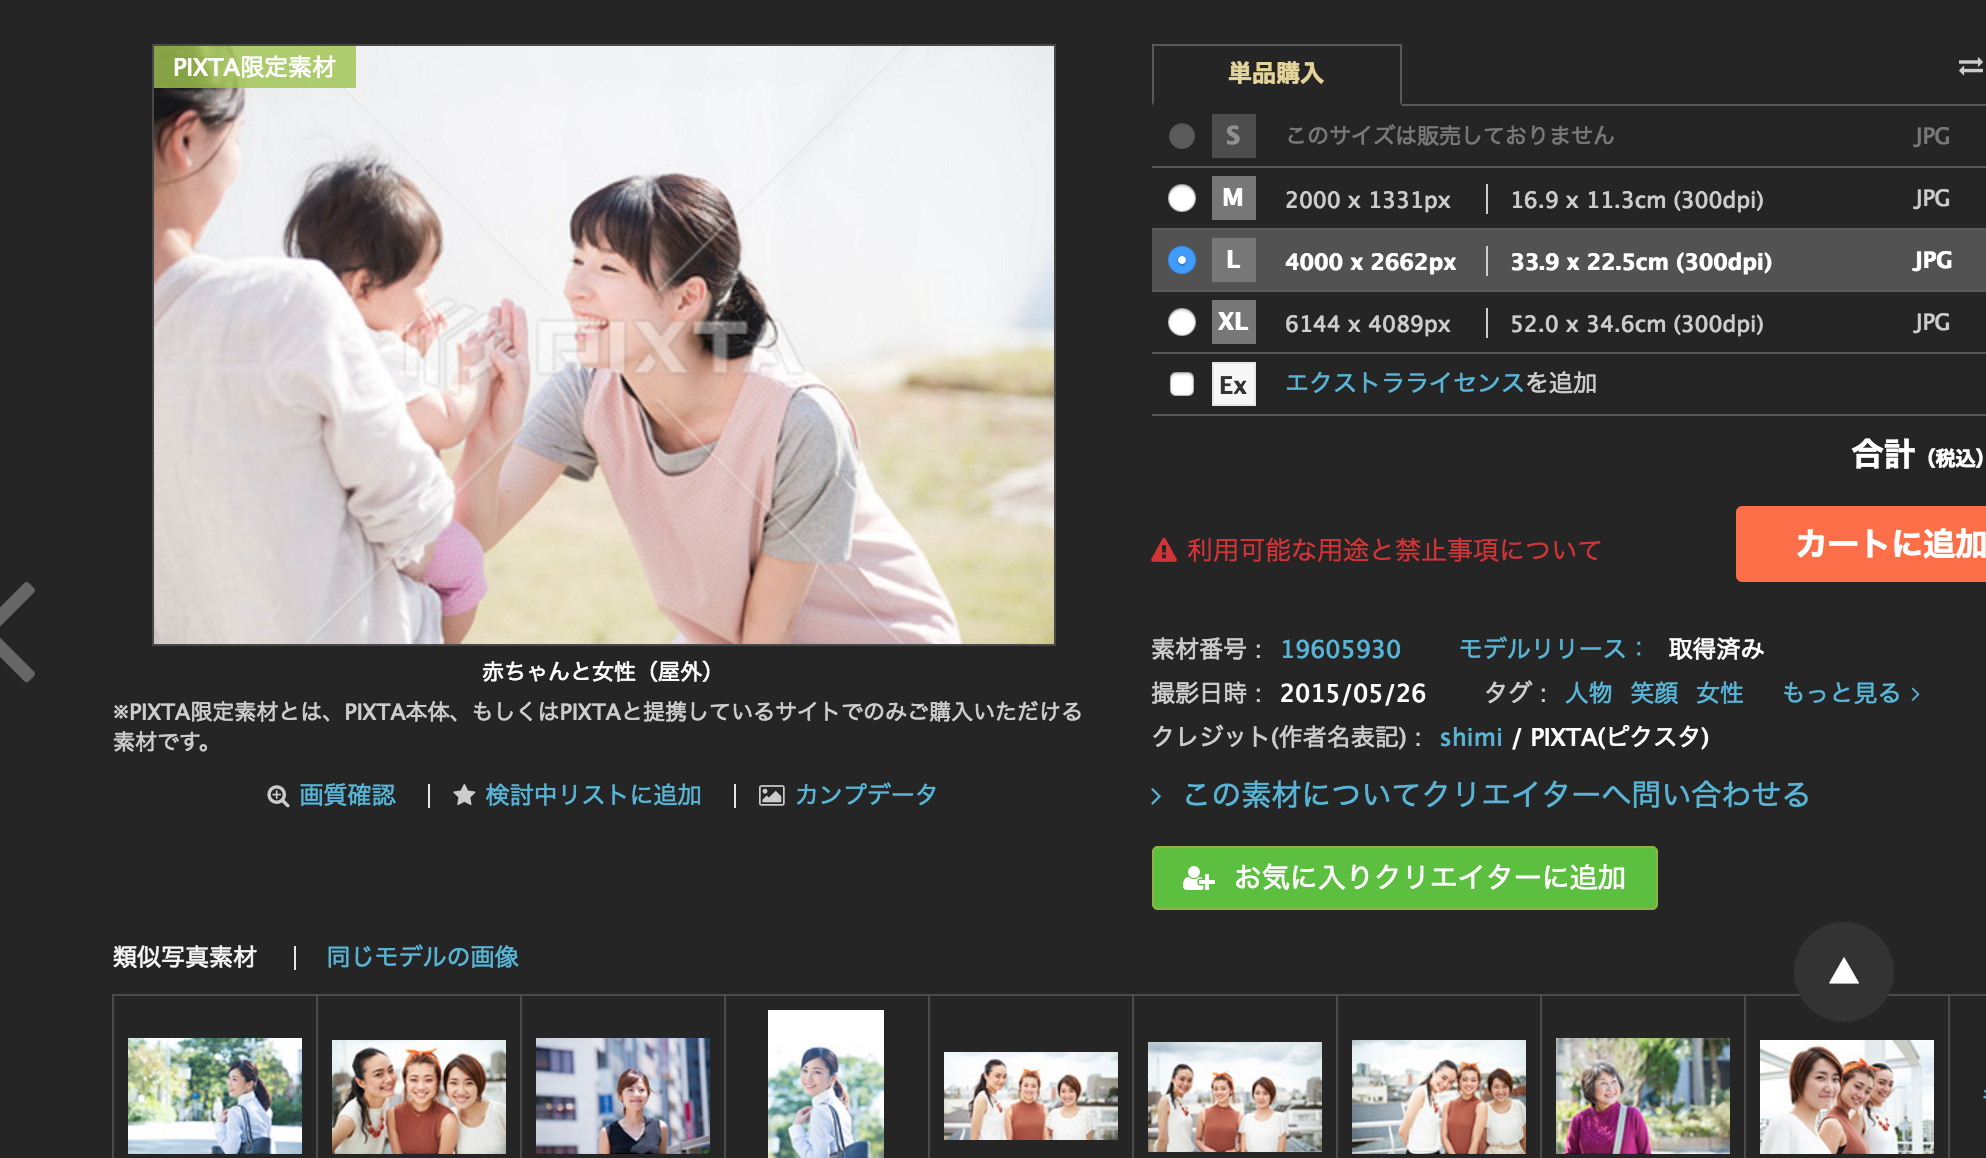 PIXTA限定素材
PIXTA
赤ちゃんと女性（屋外）
※PIXTA限定素材とは、PIXTA本体、もしくはPIXTAと提携しているサイトでのみご購入いただける
素材です。
画質確認 | 検討中リストに追加 | カンプデータ
単品購入
S このサイズは販売しておりません JPG
M 2000 x 1331px | 16.9 x 11.3cm (300dpi) JPG
L 4000 x 2662px | 33.9 x 22.5cm (300dpi) JPG
XL 6144 x 4089px | 52.0 x 34.6cm (300dpi) JPG
Ex エクストラライセンスを追加
合計 (税込)
利用可能な用途と禁止事項について
カートに追加
素材番号： 19605930 モデルリリース： 取得済み
撮影日時： 2015/05/26 タグ： 人物 笑顔 女性 もっと見る ›
クレジット(作者名表記)： shimi / PIXTA(ピクスタ)
› この素材についてクリエイターへ問い合わせる
お気に入りクリエイターに追加
類似写真素材 | 同じモデルの画像